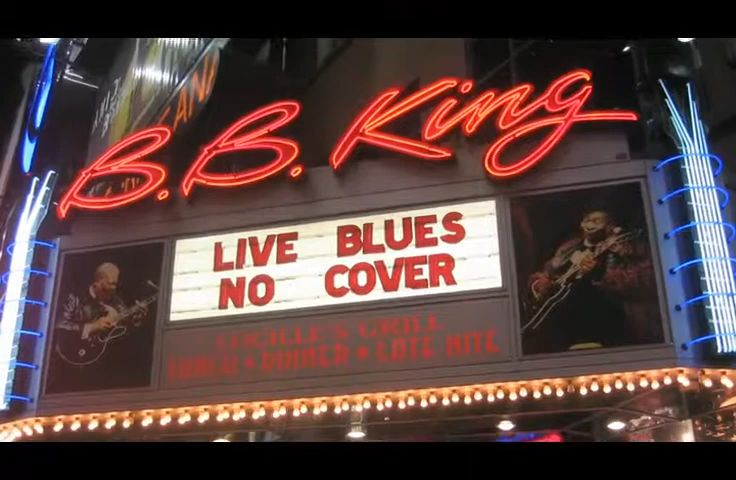 B.B. King
LIVE BLUES
NO COVER
LUCILLE'S GRILL
LUNCH • DINNER • LATE NITE